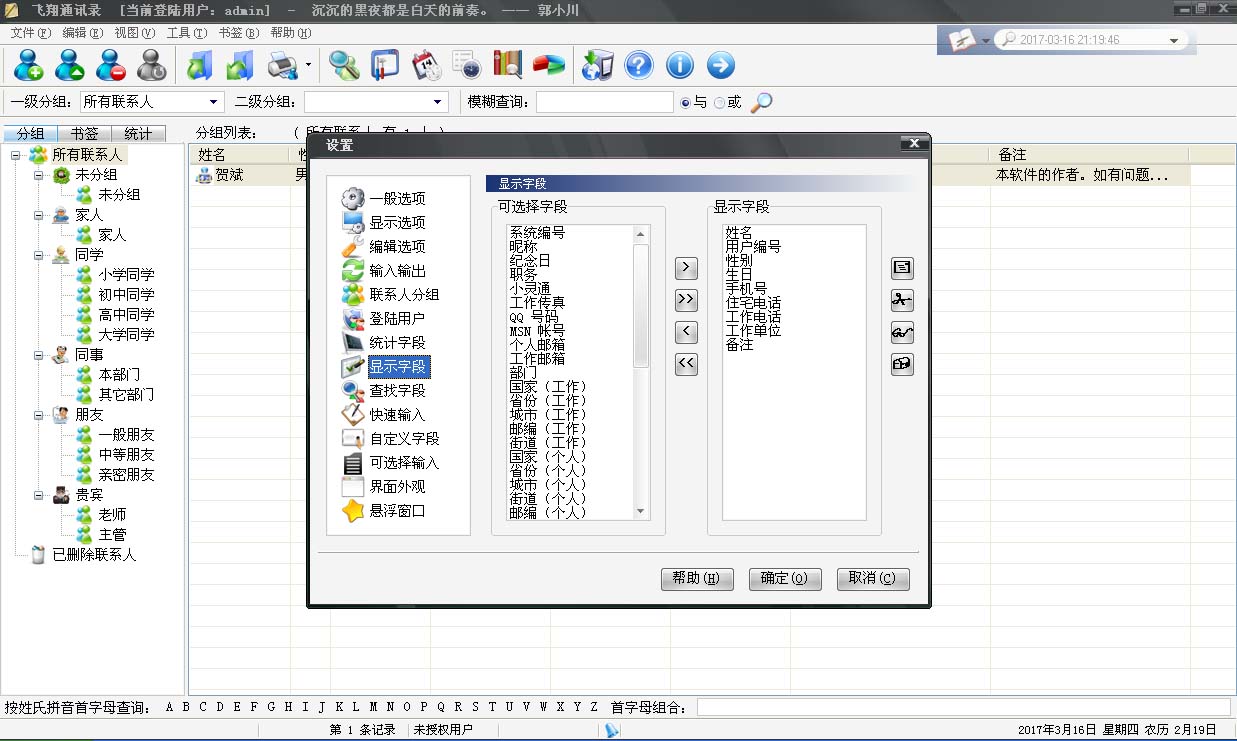 飞翔通讯录 [当前登陆用户：admin] - 沉沉的黑夜都是白天的前奏。 —— 郭小川
文件(F) 编辑(E) 视图(V) 工具(T) 书签(B) 帮助(H)
2017-03-16 21:19:46
一级分组： 所有联系人 二级分组： 模糊查询： 与 或
分组 书签 统计 分组列表：
姓名 备注
贺斌 男 本软件的作者。如有问题...
所有联系人
未分组
未分组
家人
家人
同学
小学同学
初中同学
高中同学
大学同学
同事
本部门
其它部门
朋友
一般朋友
中等朋友
亲密朋友
贵宾
老师
主管
已删除联系人
设置
一般选项
显示选项
编辑选项
输入输出
联系人分组
登陆用户
统计字段
显示字段
查找字段
快速输入
自定义字段
可选择输入
界面外观
悬浮窗口
显示字段
可选择字段
系统编号
昵称
纪念日
职务
小灵通
工作传真
QQ 号码
MSN 帐号
个人邮箱
工作邮箱
部门
国家（工作）
省份（工作）
城市（工作）
邮编（工作）
街道（工作）
国家（个人）
省份（个人）
城市（个人）
街道（个人）
邮编（个人）
>
>>
<
<<
显示字段
姓名
用户编号
性别
生日
手机号
住宅电话
工作电话
工作单位
备注
帮助(H) 确定(O) 取消(C)
按姓氏拼音首字母查询： A B C D E F G H I J K L M N O P Q R S T U V W X Y Z 首字母组合：
第 1 条记录 未授权用户 2017年3月16日 星期四 农历 2月19日